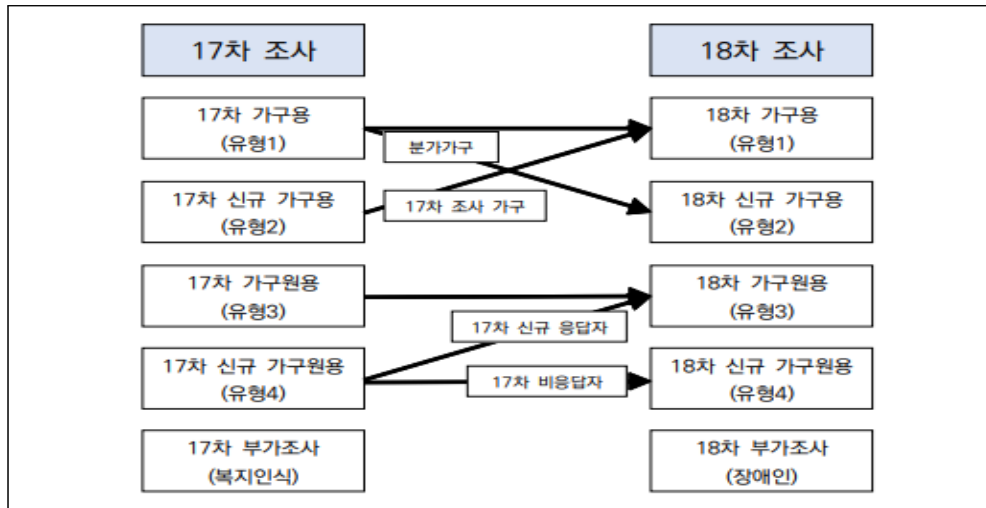 17차 조사
18차 조사
17차 가구용
(유형1)
18차 가구용
(유형1)
분가가구
17차 신규 가구용
(유형2)
17차 조사 가구
18차 신규 가구용
(유형2)
17차 가구원용
(유형3)
18차 가구원용
(유형3)
17차 신규 응답자
17차 신규 가구원용
(유형4)
17차 비응답자
18차 신규 가구원용
(유형4)
17차 부가조사
(복지인식)
18차 부가조사
(장애인)